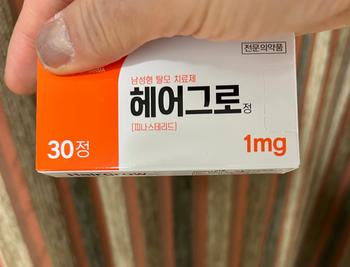 전문의약품
남성형 탈모 치료제
헤어그로정
[피나스테리드]
30정
1mg